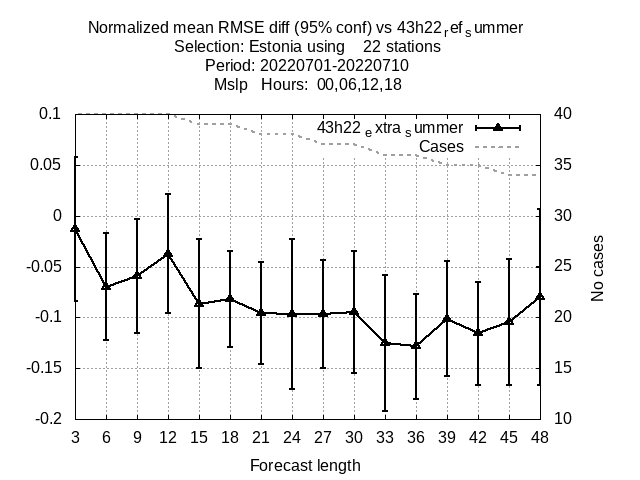 Normalized mean RMSE diff (95% conf) vs 43h22refsummer
Selection: Estonia using 22 stations
Period: 20220701-20220710
Mslp Hours: 00,06,12,18
0.1
0.05
0
-0.05
-0.1
-0.15
-0.2
43h22extrasummer
Cases
40
35
30
25
20
15
10
No cases
3 6 9 12 15 18 21 24 27 30 33 36 39 42 45 48
Forecast length